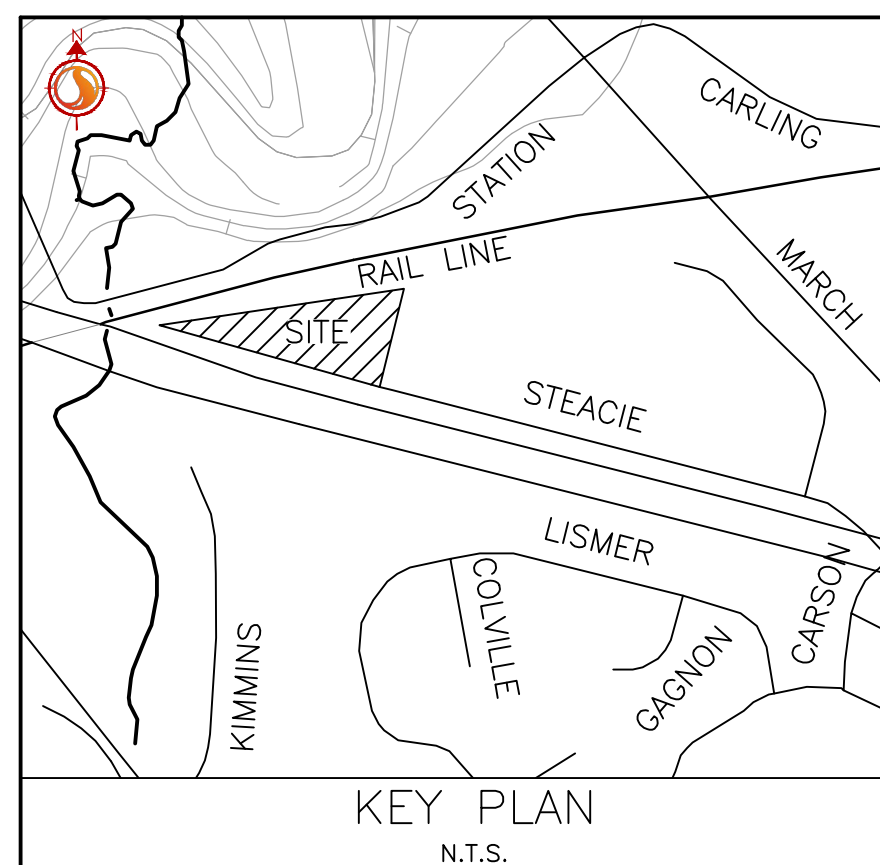 N
CARLING
STATION
MARCH
RAIL LINE
SITE
STEACIE
LISMER
COLVILLE
CARSON
KIMMINS
GAGNON
KEY PLAN
N.T.S.